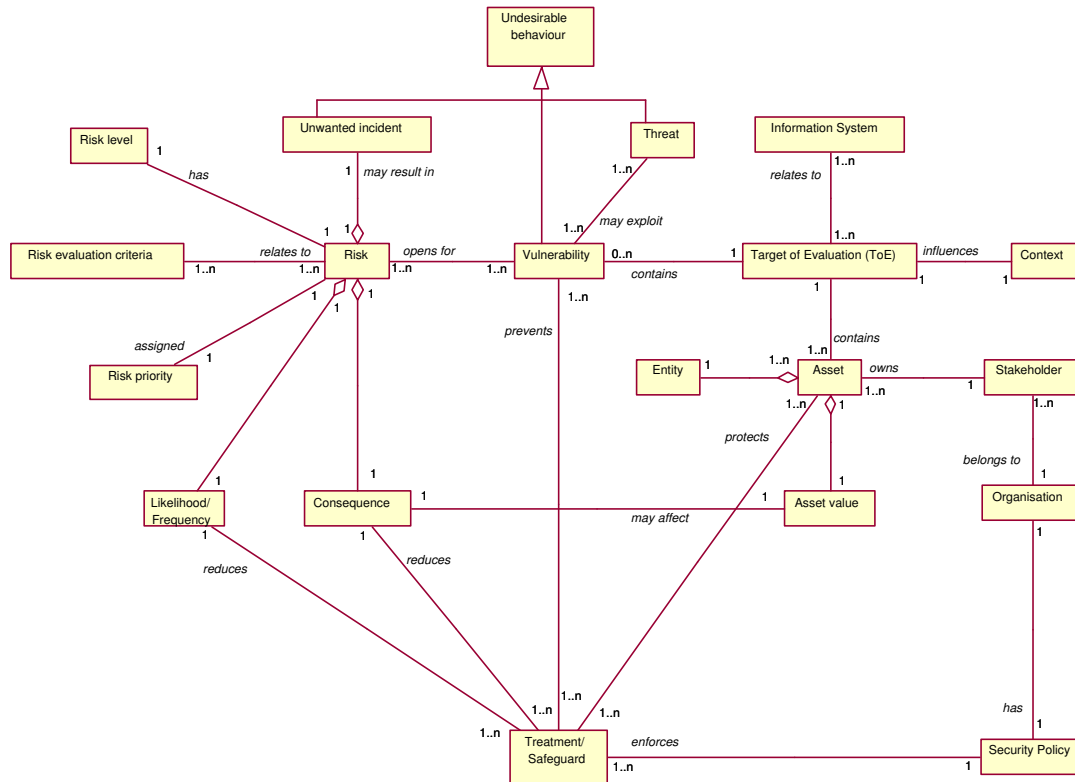 Undesirable
behaviour
Unwanted incident
Threat
Information System
Risk level
1
has
1
1
may result in
1
1..n
may exploit
1..n
1..n
relates to
1..n
Risk evaluation criteria
1..n
relates to
1..n
Risk
1..n
opens for
1..n
Vulnerability
0..n
contains
1
Target of Evaluation (ToE)
1
influences
1
Context
1
assigned
1
Risk priority
1
1
1..n
prevents
1
contains
1..n
Entity
1
1..n
Asset
1..n
owns
1
Stakeholder
1..n
1
1..n
protects
belongs to
1
1
Likelihood/
Frequency
1
Consequence
1
may affect
1
1
Asset value
Organisation
1
1
reduces
1
reduces
has
1
1..n
1..n
1..n
1..n
Treatment/
Safeguard
1..n
enforces
1
Security Policy